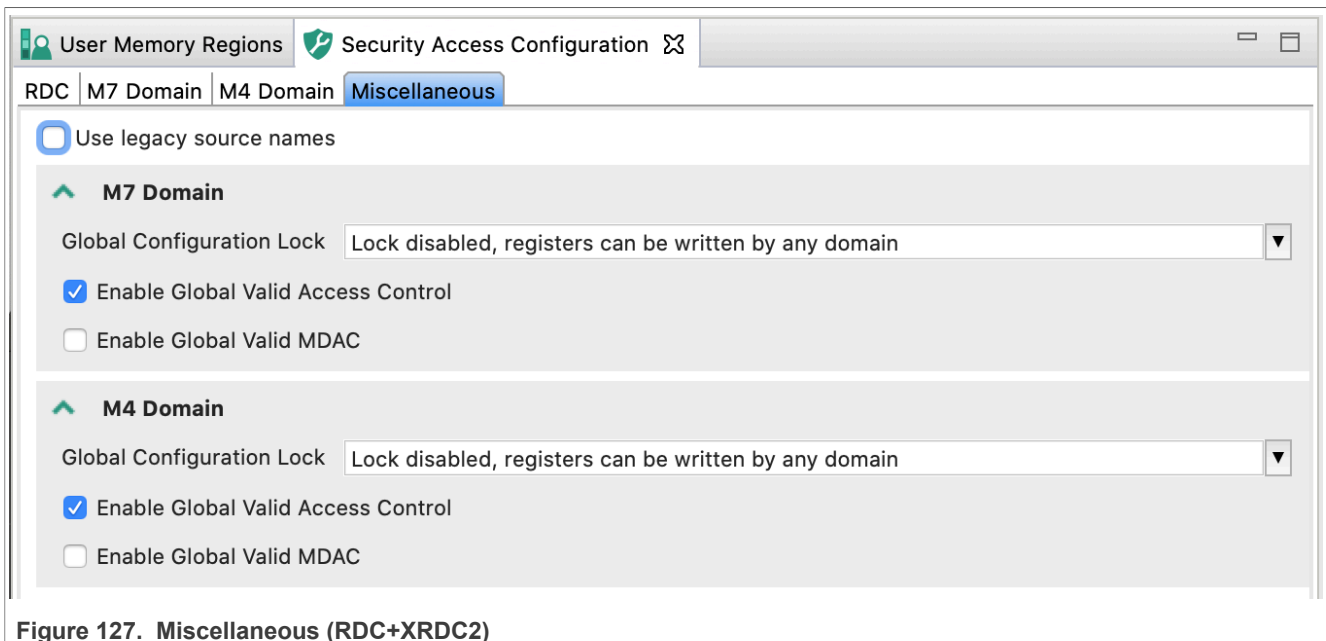 User Memory Regions Security Access Configuration
RDC M7 Domain M4 Domain Miscellaneous
Use legacy source names
M7 Domain
Global Configuration Lock Lock disabled, registers can be written by any domain
Enable Global Valid Access Control
Enable Global Valid MDAC
M4 Domain
Global Configuration Lock Lock disabled, registers can be written by any domain
Enable Global Valid Access Control
Enable Global Valid MDAC
Figure 127. Miscellaneous (RDC+XRDC2)